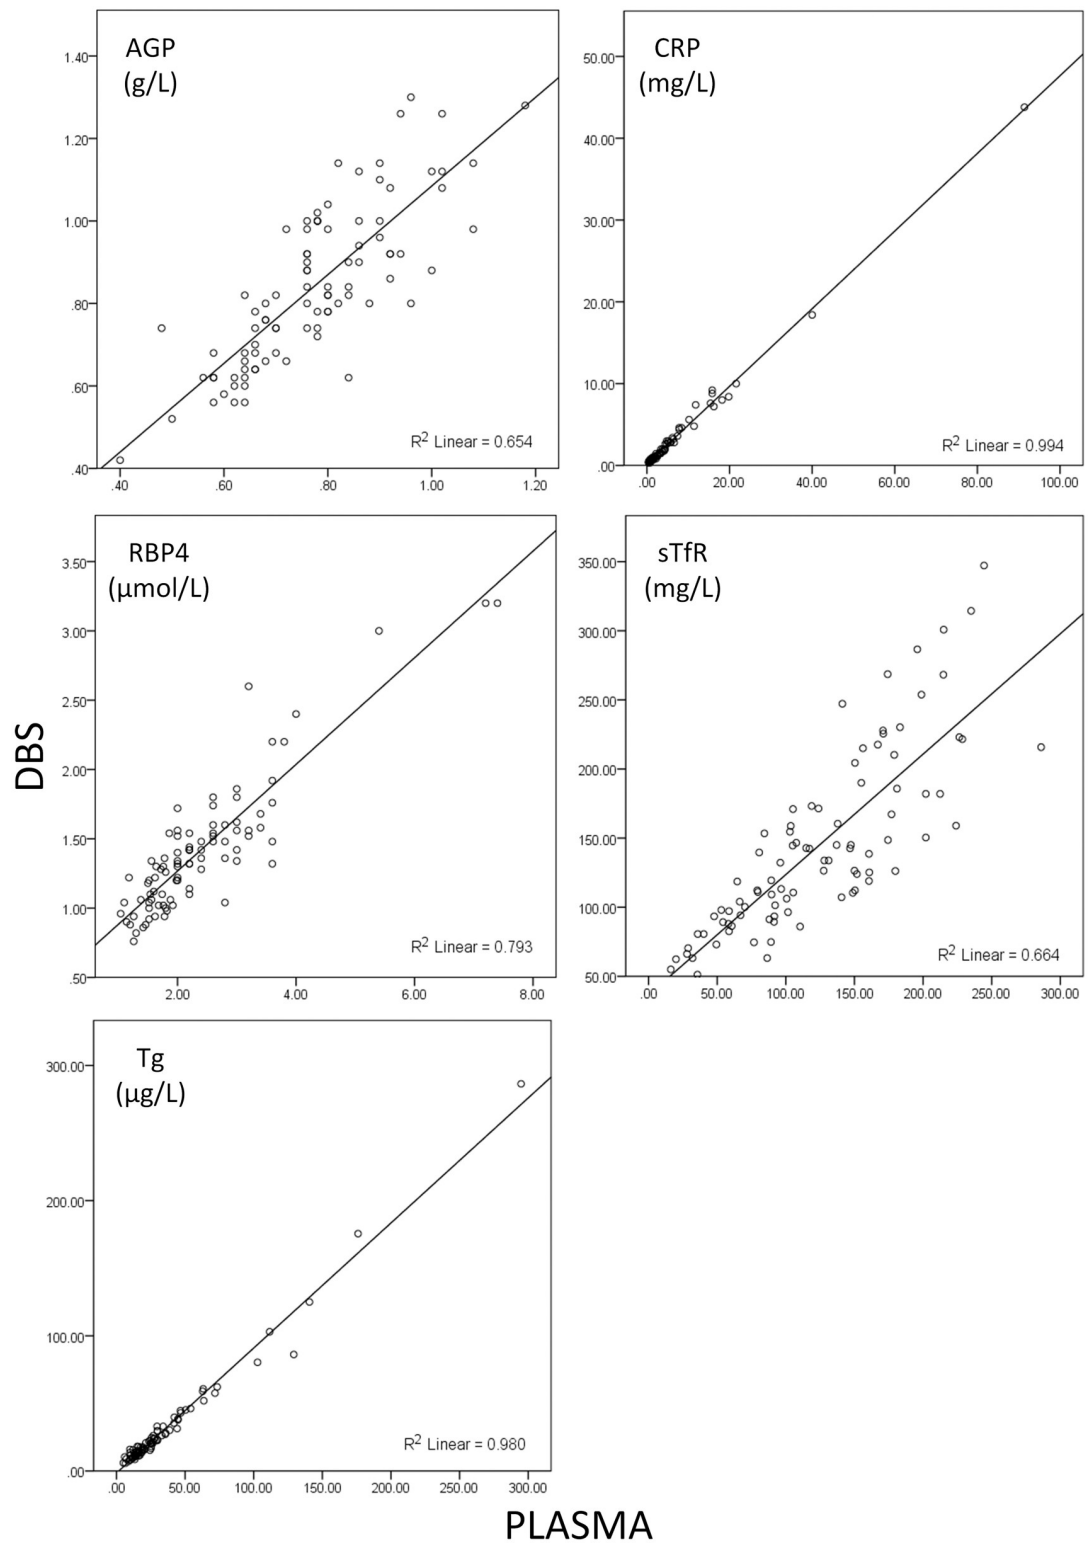 AGP
(g/L)
1.40
1.20
1.00
.80
.60
.40
R² Linear = 0.654
.40 .60 .80 1.00 1.20
CRP
(mg/L)
50.00
40.00
30.00
20.00
10.00
.00
R² Linear = 0.994
.00 20.00 40.00 60.00 80.00 100.00
DBS
RBP4
(µmol/L)
3.50
3.00
2.50
2.00
1.50
1.00
.50
R² Linear = 0.793
2.00 4.00 6.00 8.00
sTfR
(mg/L)
350.00
300.00
250.00
200.00
150.00
100.00
50.00
R² Linear = 0.664
.00 50.00 100.00 150.00 200.00 250.00 300.00
Tg
(µg/L)
300.00
200.00
100.00
.00
R² Linear = 0.980
.00 50.00 100.00 150.00 200.00 250.00 300.00
PLASMA